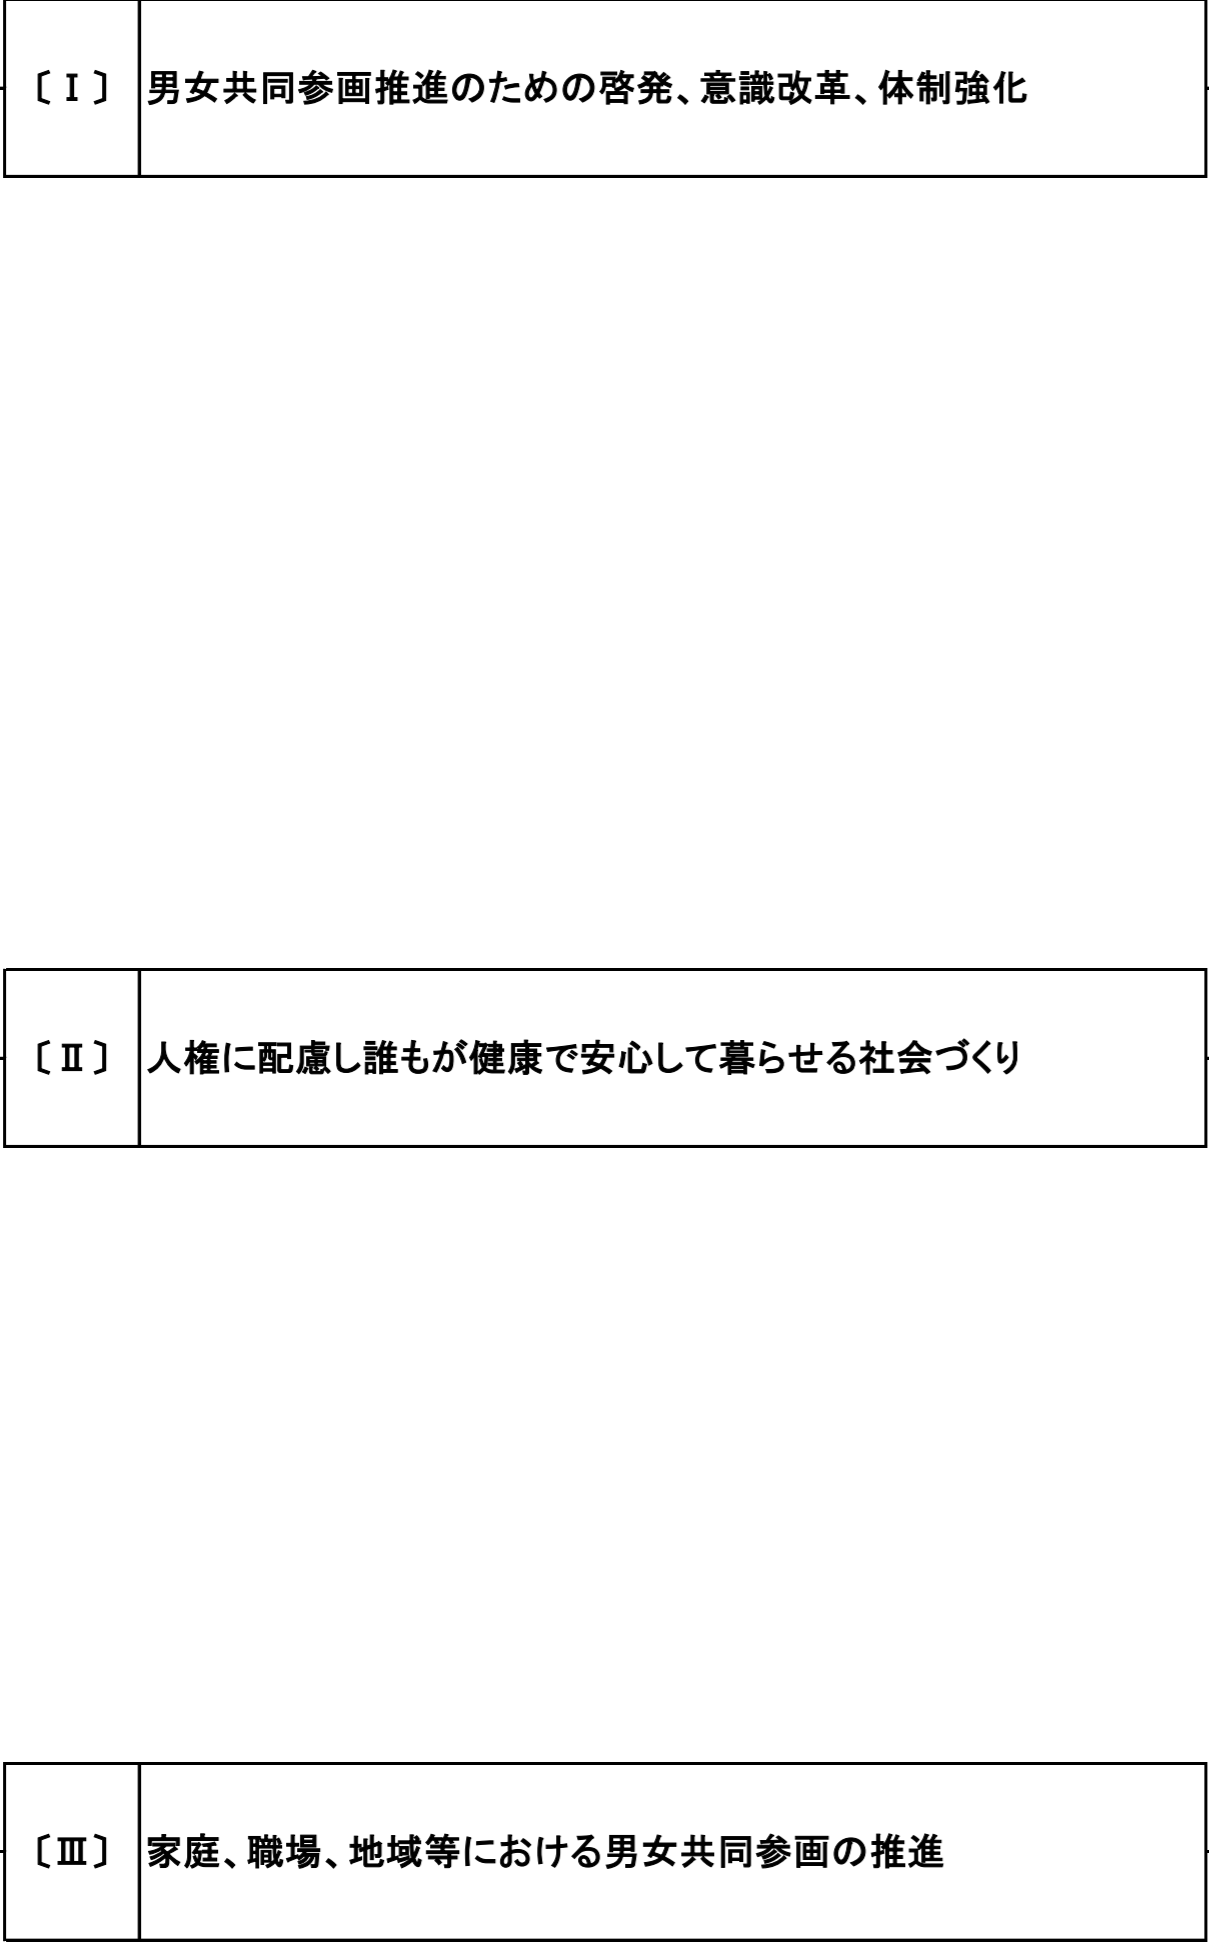 〔Ⅰ〕 男女共同参画推進のための啓発、意識改革、体制強化
〔Ⅱ〕 人権に配慮し誰もが健康で安心して暮らせる社会づくり
〔Ⅲ〕 家庭、職場、地域等における男女共同参画の推進